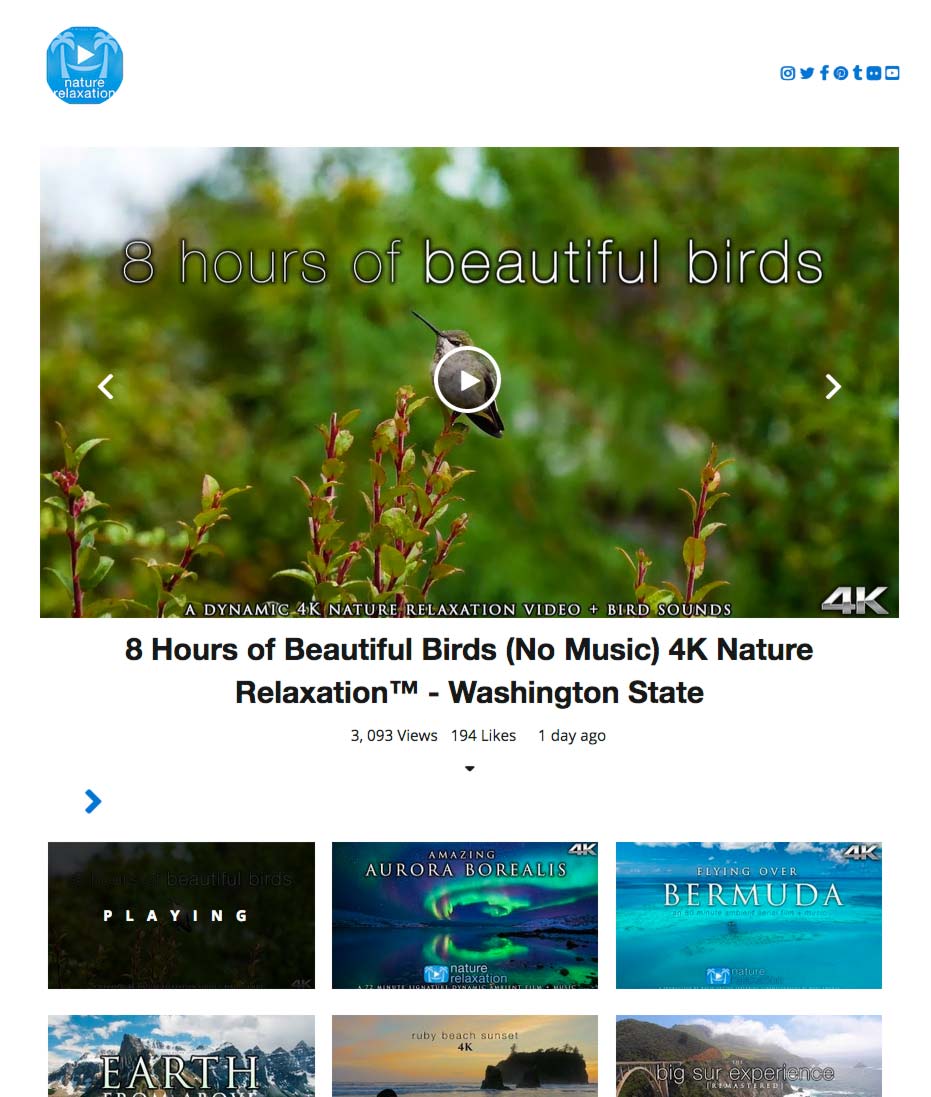 nature
relaxation
8 hours of beautiful birds
A DYNAMIC 4K NATURE RELAXATION VIDEO + BIRD SOUNDS
4K
8 Hours of Beautiful Birds (No Music) 4K Nature
Relaxation™ - Washington State
3, 093 Views 194 Likes 1 day ago
8 hours of beautiful birds
PLAYING
4K
AMAZING
AURORA BOREALIS
4K
nature
relaxation
A 72 MINUTE SIGNATURE DYNAMIC AMBIENT FILM + MUSIC
FLYING OVER
BERMUDA
4K
an 80 minute ambient aerial film + music
nature
relaxation
EARTH
FROM ABOVE
ruby beach sunset
4K
THE
big sur experience
[REMASTERED]